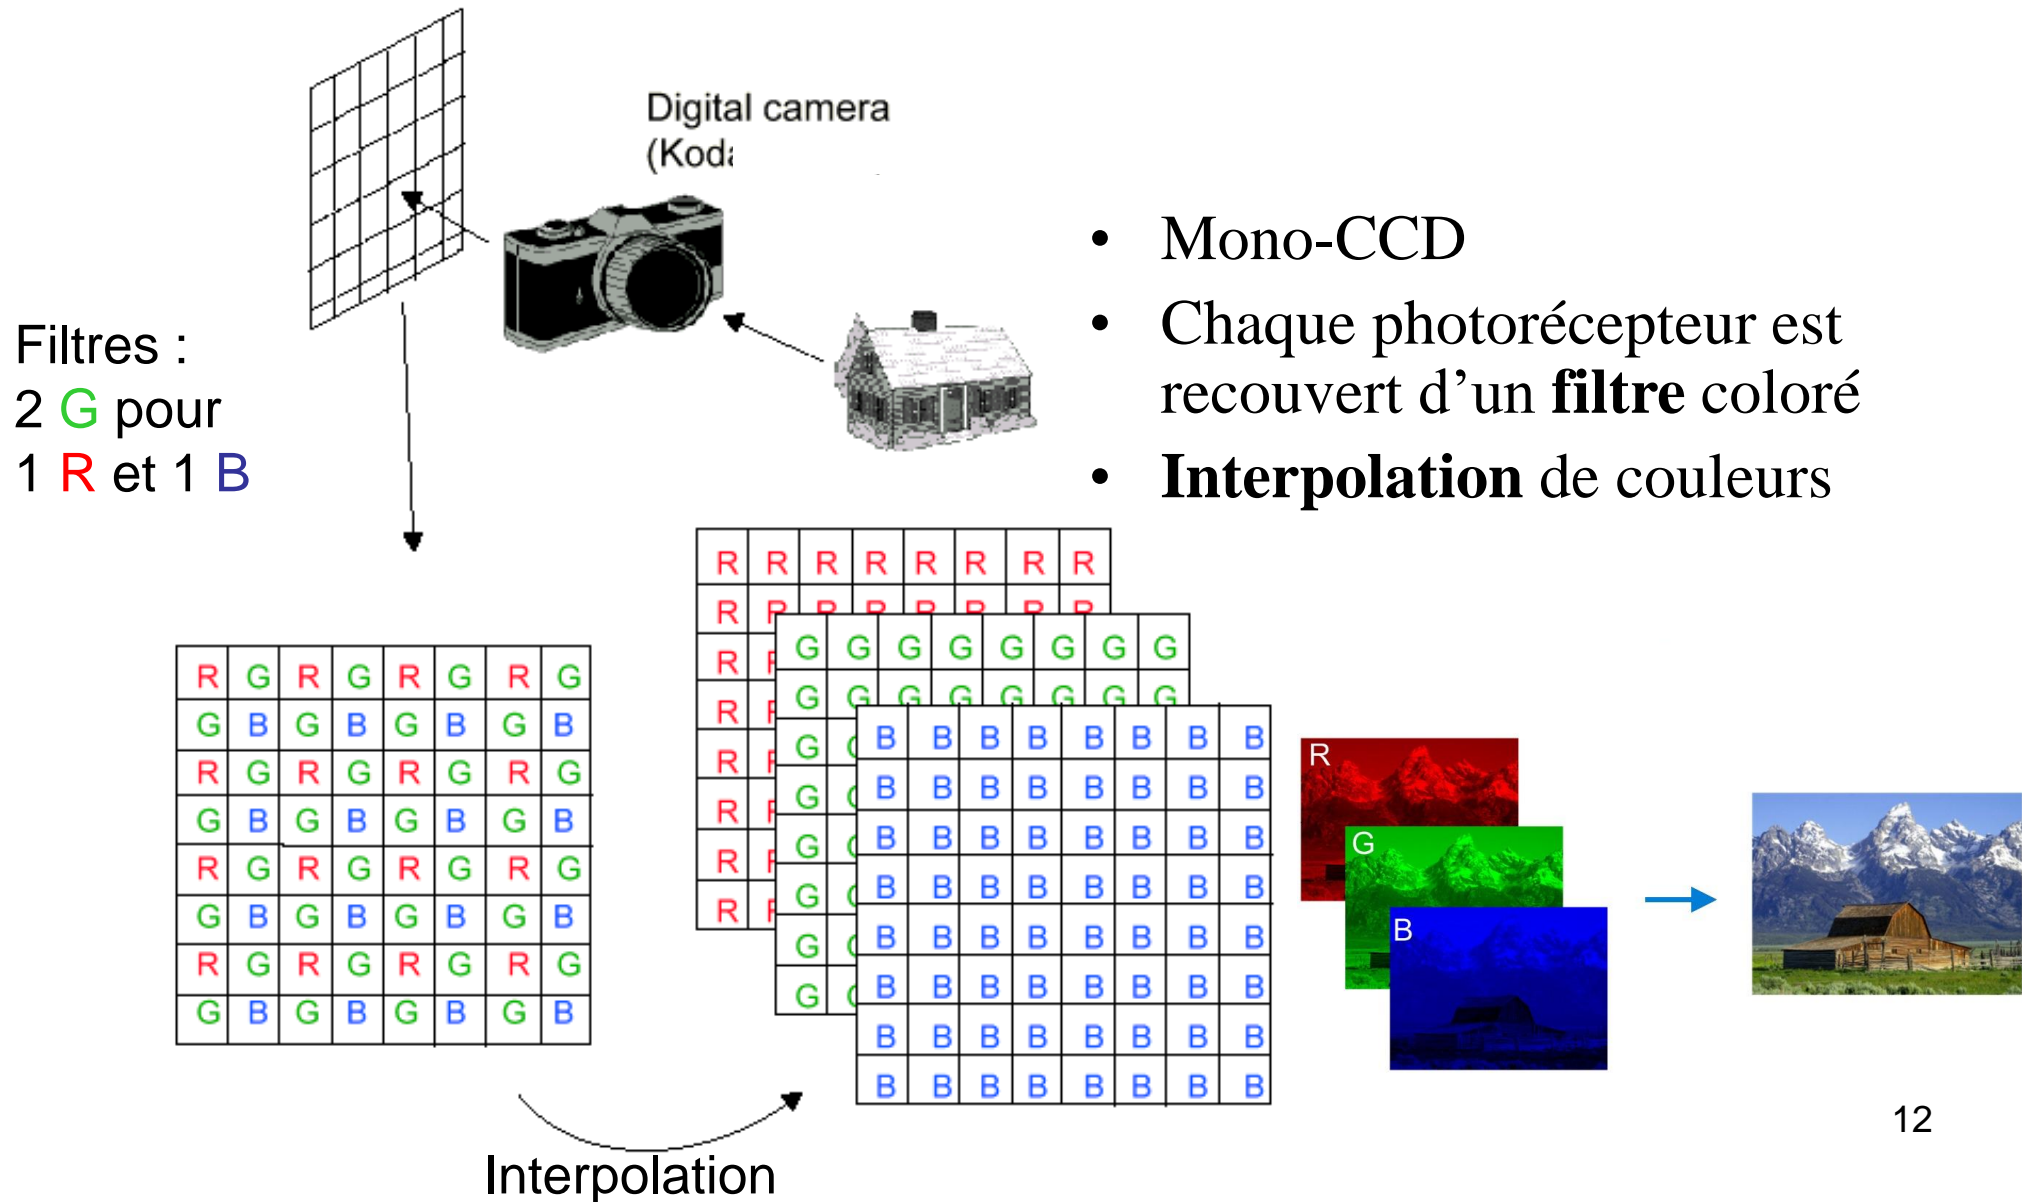 Digital camera
(Kod
• Mono-CCD
• Chaque photorécepteur est
recouvert d’un filtre coloré
• Interpolation de couleurs
Filtres :
2 G pour
1 R et 1 B
R G R G R G R G
G B G B G B G B
R G R G R G R G
G B G B G B G B
R G R G R G R G
G B G B G B G B
R G R G R G R G
G B G B G B G B
R R R R R R R R
R R R R R R R R
R R
R R
R R
R R
R R
R R
G G G G G G G G
G G G G G G G G
G G
G G
G G
G G
G G
G G
B B B B B B B B
B B B B B B B B
B B B B B B B B
B B B B B B B B
B B B B B B B B
B B B B B B B B
B B B B B B B B
B B B B B B B B
R
G
B
Interpolation
12